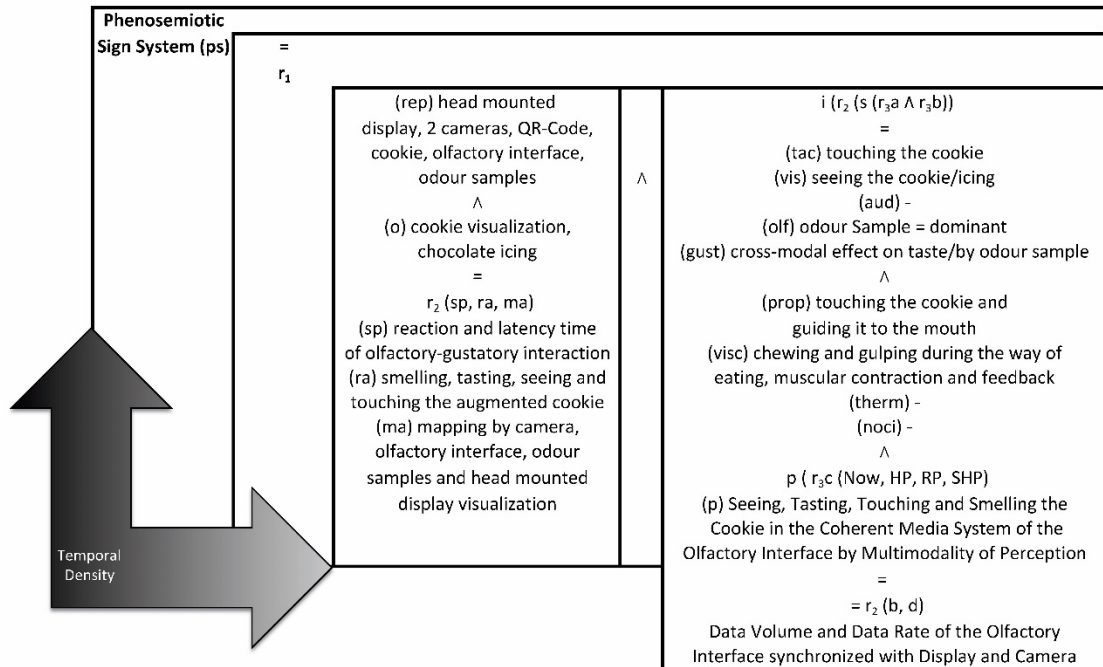 Phenosemiotic
Sign System (ps)
=
r₁
(rep) head mounted
display, 2 cameras, QR-Code,
cookie, olfactory interface,
odour samples
∧
(o) cookie visualization,
chocolate icing
=
r₂ (sp, ra, ma)
(sp) reaction and latency time
of olfactory-gustatory interaction
(ra) smelling, tasting, seeing and
touching the augmented cookie
(ma) mapping by camera,
olfactory interface, odour
samples and head mounted
display visualization
∧
i (r₂ (s (r₃a ∧ r₃b))
=
(tac) touching the cookie
(vis) seeing the cookie/icing
(aud) -
(olf) odour Sample = dominant
(gust) cross-modal effect on taste/by odour sample
∧
(prop) touching the cookie and
guiding it to the mouth
(visc) chewing and gulping during the way of
eating, muscular contraction and feedback
(therm) -
(noci) -
∧
p ( r₃c (Now, HP, RP, SHP)
(p) Seeing, Tasting, Touching and Smelling the
Cookie in the Coherent Media System of the
Olfactory Interface by Multimodality of Perception
=
= r₂ (b, d)
Data Volume and Data Rate of the Olfactory
Interface synchronized with Display and Camera
Temporal
Density